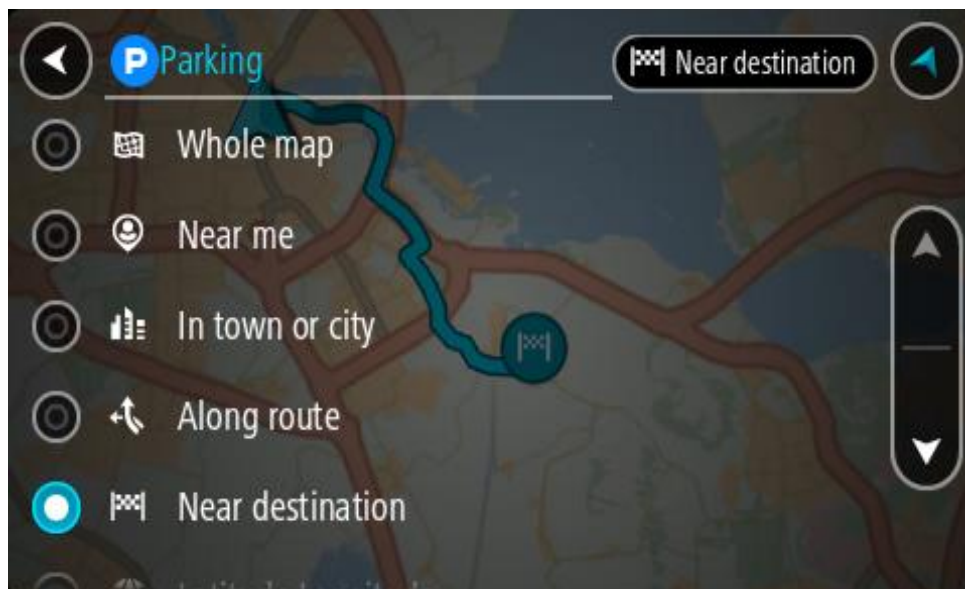 P Parking
Near destination
Whole map
Near me
In town or city
Along route
Near destination